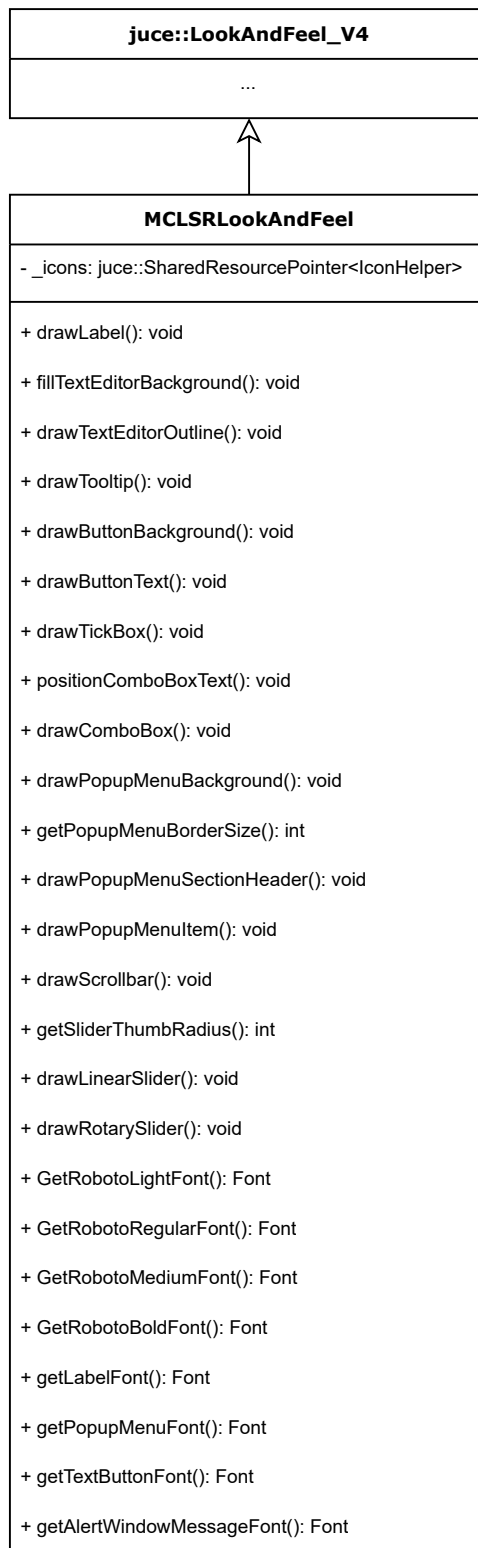 juce::LookAndFeel_V4
...
MCLSRLookAndFeel
- _icons: juce::SharedResourcePointer<IconHelper>
+ drawLabel(): void
+ fillTextEditorBackground(): void
+ drawTextEditorOutline(): void
+ drawTooltip(): void
+ drawButtonBackground(): void
+ drawButtonText(): void
+ drawTickBox(): void
+ positionComboBoxText(): void
+ drawComboBox(): void
+ drawPopupMenuBackground(): void
+ getPopupMenuBorderSize(): int
+ drawPopupMenuSectionHeader(): void
+ drawPopupMenuItem(): void
+ drawScrollbar(): void
+ getSliderThumbRadius(): int
+ drawLinearSlider(): void
+ drawRotarySlider(): void
+ GetRobotoLightFont(): Font
+ GetRobotoRegularFont(): Font
+ GetRobotoMediumFont(): Font
+ GetRobotoBoldFont(): Font
+ getLabelFont(): Font
+ getPopupMenuFont(): Font
+ getTextButtonFont(): Font
+ getAlertWindowMessageFont(): Font